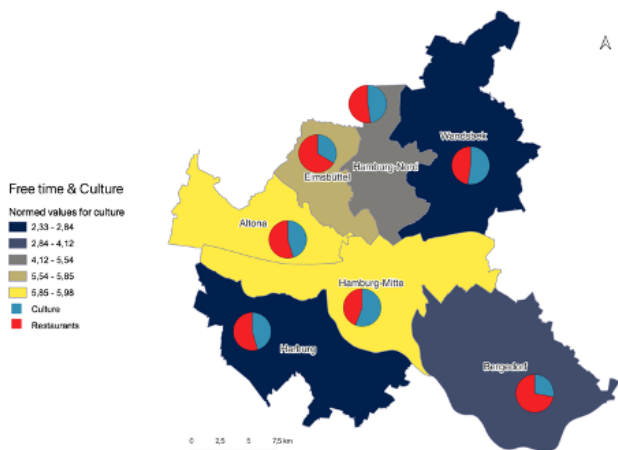 Wandsbek
Hamburg-Nord
Eimsbüttel
Altona
Hamburg-Mitte
Harburg
Bergedorf
Free time & Culture
Normed values for culture
2,33 - 2,84
2,84 - 4,12
4,12 - 5,54
5,54 - 5,85
5,85 - 5,98
Culture
Restaurants
0 2,5 5 7,5 km